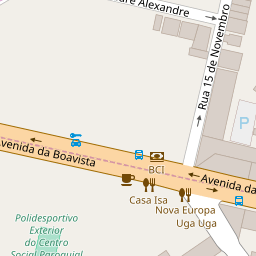 Alexandre
Rua 15 de Novembro
P
Avenida da Boavista
BCI
Avenida da
Casa Isa
Nova Europa
Uga Uga
Polidesportivo
Exterior
do Centro
Social Paroquial